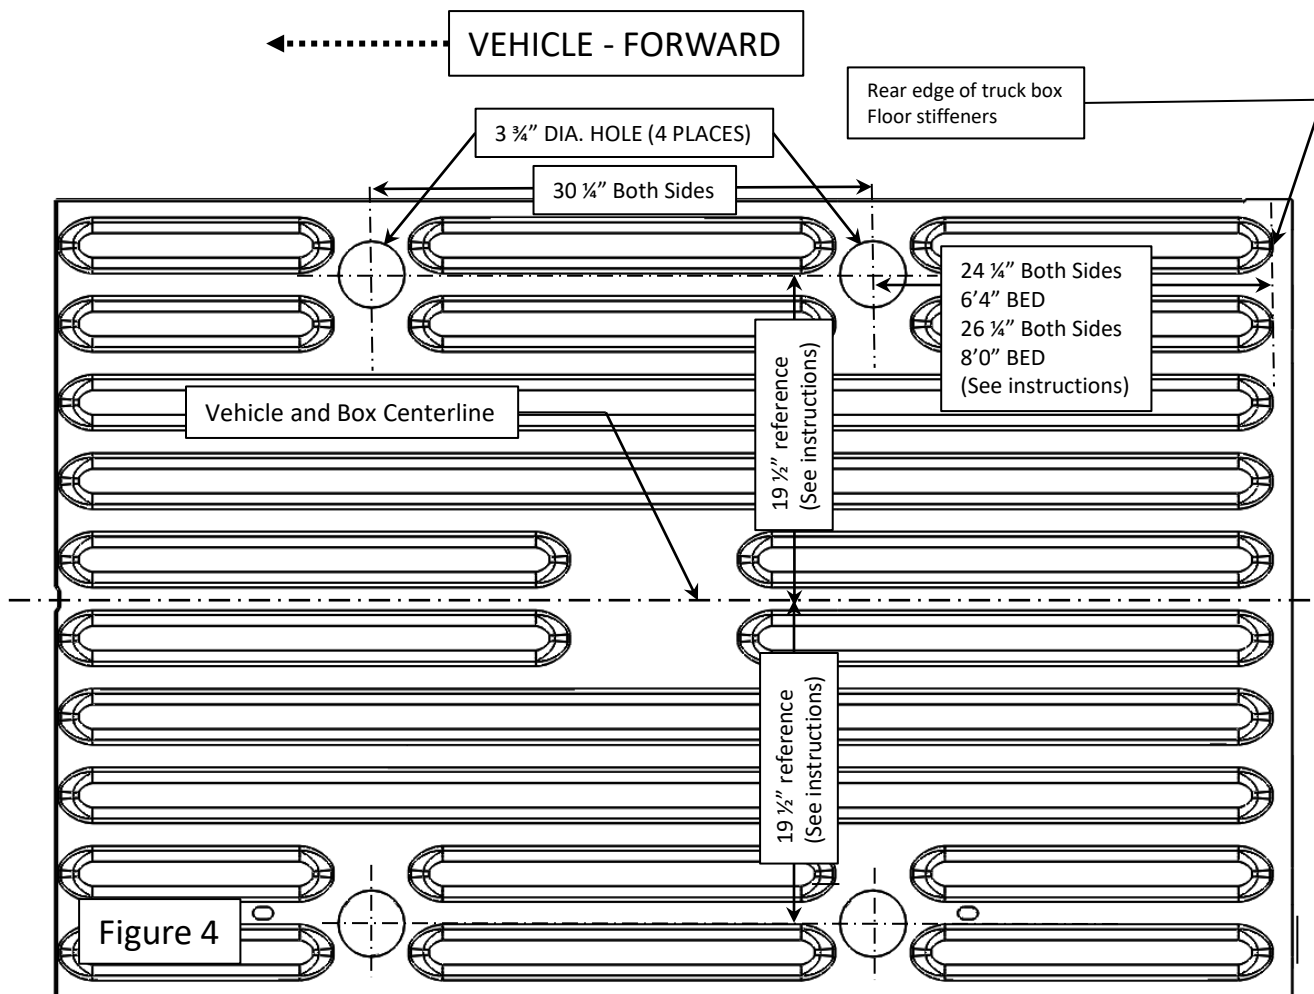 VEHICLE - FORWARD
Rear edge of truck box
Floor stiffeners
3 ¾” DIA. HOLE (4 PLACES)
30 ¼” Both Sides
24 ¼” Both Sides
6’4” BED
26 ¼” Both Sides
8’0” BED
(See instructions)
Vehicle and Box Centerline
19 ½” reference
(See instructions)
19 ½” reference
(See instructions)
Figure 4